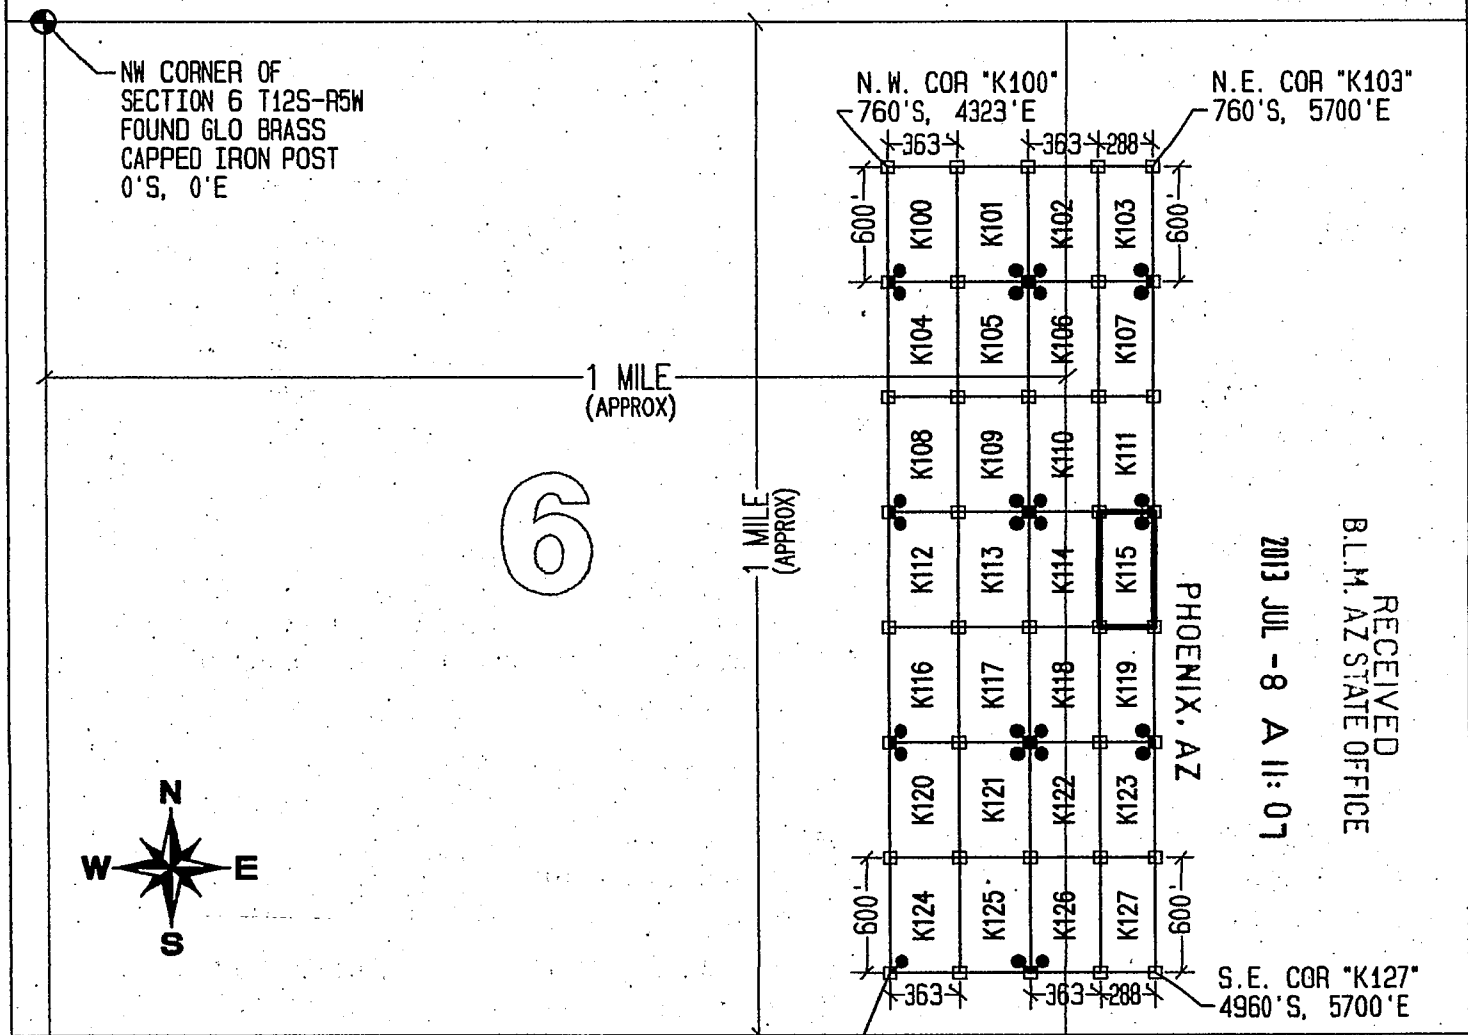 NW CORNER OF
SECTION 6 T12S-R5W
FOUND GLO BRASS
CAPPED IRON POST
0'S, 0'E
N.W. COR "K100"
760'S, 4323'E
N.E. COR "K103"
760'S, 5700'E
363 363 288
600' 600'
K100 K101 K102 K103
K104 K105 K106 K107
1 MILE
(APPROX)
K108 K109 K110 K111
6
1 MILE
(APPROX)
K112 K113 K114 K115
K116 K117 K118 K119
K120 K121 K122 K123
K124 K125 K126 K127
600' 600'
363 363 288
S.E. COR "K127"
4960'S, 5700'E
RECEIVED
B.L.M. AZ STATE OFFICE
2013 JUL -8 A 11:07
PHOENIX, AZ
N
W E
S